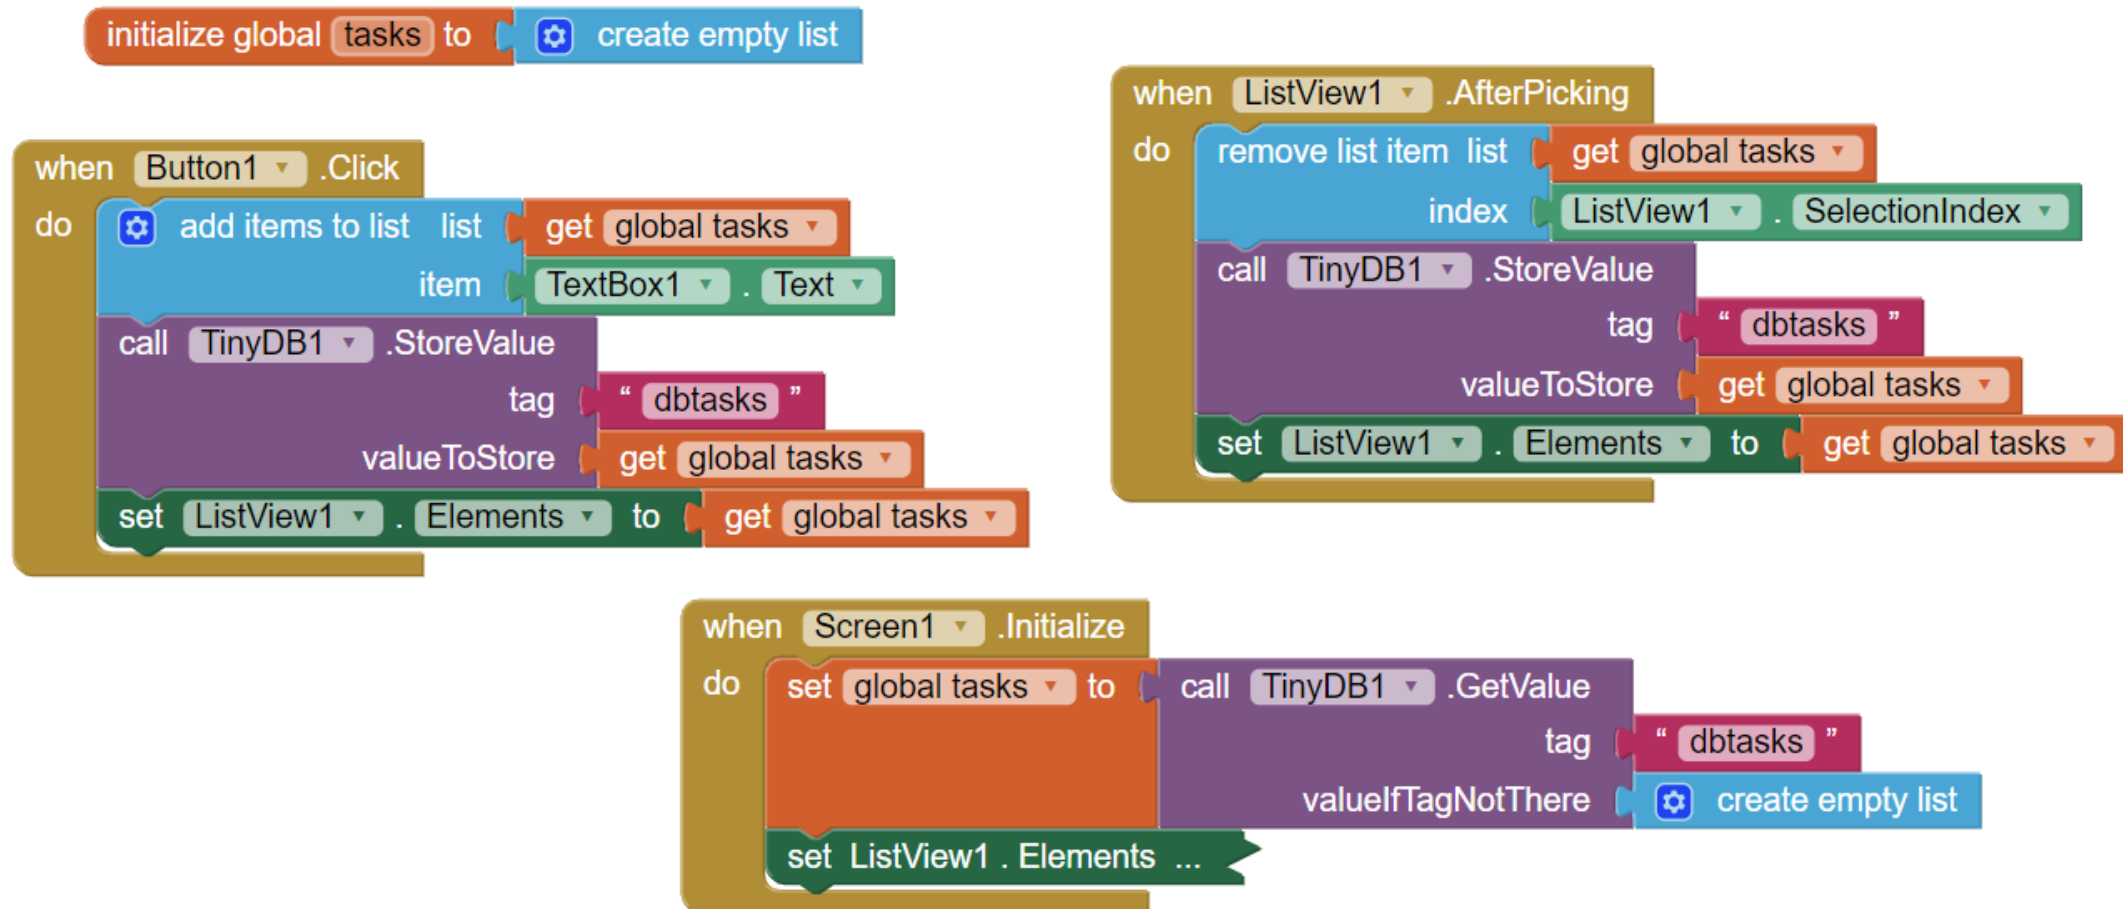 initialize global tasks to create empty list
when Button1 .Click
do add items to list list get global tasks
item TextBox1 . Text
call TinyDB1 .StoreValue
tag " dbtasks "
valueToStore get global tasks
set ListView1 . Elements to get global tasks
when ListView1 .AfterPicking
do remove list item list get global tasks
index ListView1 . SelectionIndex
call TinyDB1 .StoreValue
tag " dbtasks "
valueToStore get global tasks
set ListView1 . Elements to get global tasks
when Screen1 .Initialize
do set global tasks to call TinyDB1 .GetValue
tag " dbtasks "
valueIfTagNotThere create empty list
set ListView1 . Elements ...